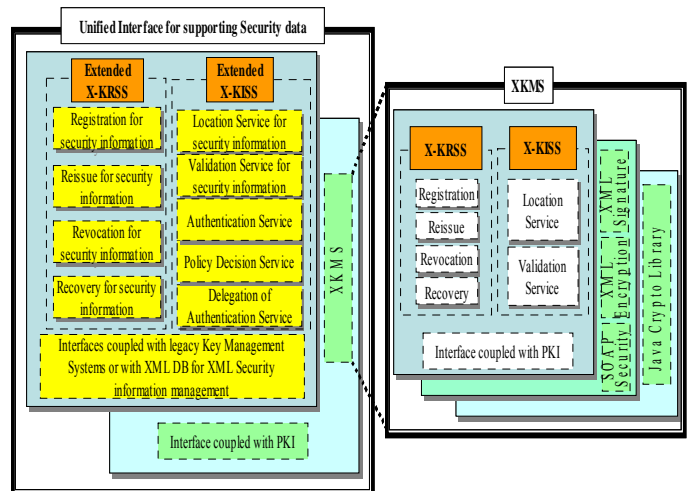 Unified Interface for supporting Security data
Extended
X-KRSS
Registration for
security information
Reissue for security
information
Revocation for
security information
Recovery for security
information
Extended
X-KISS
Location Service for
security information
Validation Service for
security information
Authentication Service
Policy Decision Service
Delegation of
Authentication Service
Interfaces coupled with legacy Key Management
Systems or with XML DB for XML Security
information management
XKMS
Interface coupled with PKI
XKMS
X-KRSS
Registration
Reissue
Revocation
Recovery
X-KISS
Location
Service
Validation
Service
Interface coupled with PKI
XML
Signature
XML
Encryption
SOAP
Security
Java Crypto Library